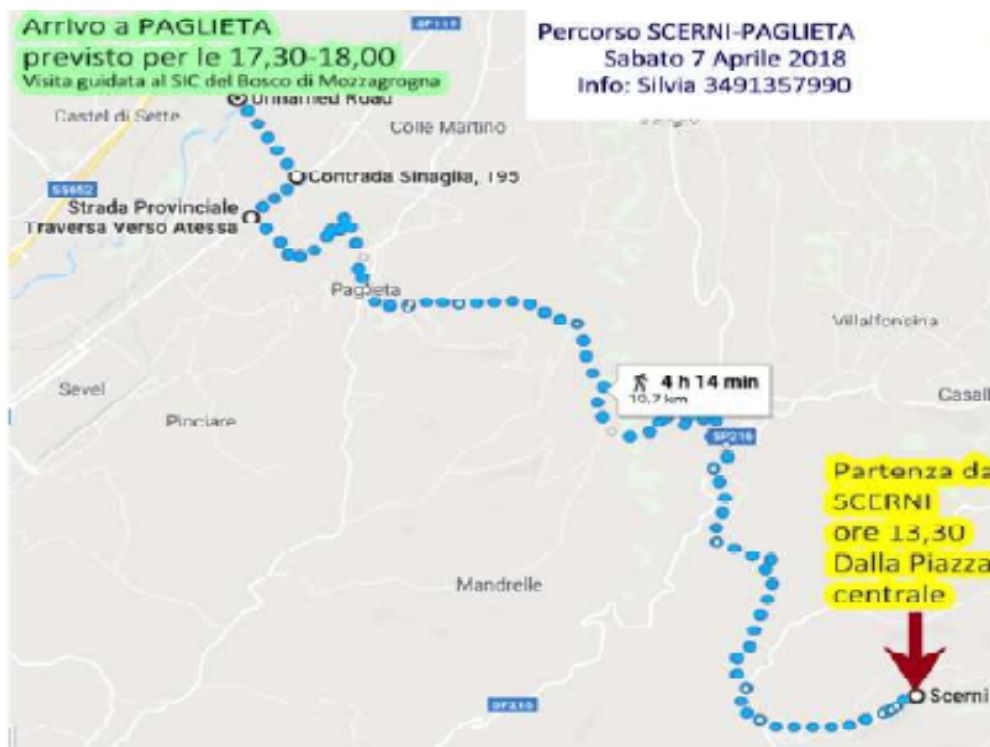 Arrivo a PAGLIETA
previsto per le 17,30-18,00
Visita guidata al SIC del Bosco di Mozzagrogna
Percorso SCERNI-PAGLIETA
Sabato 7 Aprile 2018
Info: Silvia 3491357990
Unnamed Road
Castel di Sette
Colle Martino
Contrada Sinaglia, 195
SS652
Strada Provinciale
Traversa Verso Atessa
Paglieta
Villalfonsina
4 h 14 min
Sevel
Casall
Pinciare
SP216
Partenza da
SCERNI
ore 13,30
Dalla Piazza
centrale
Mandrelle
Scerni
SP216